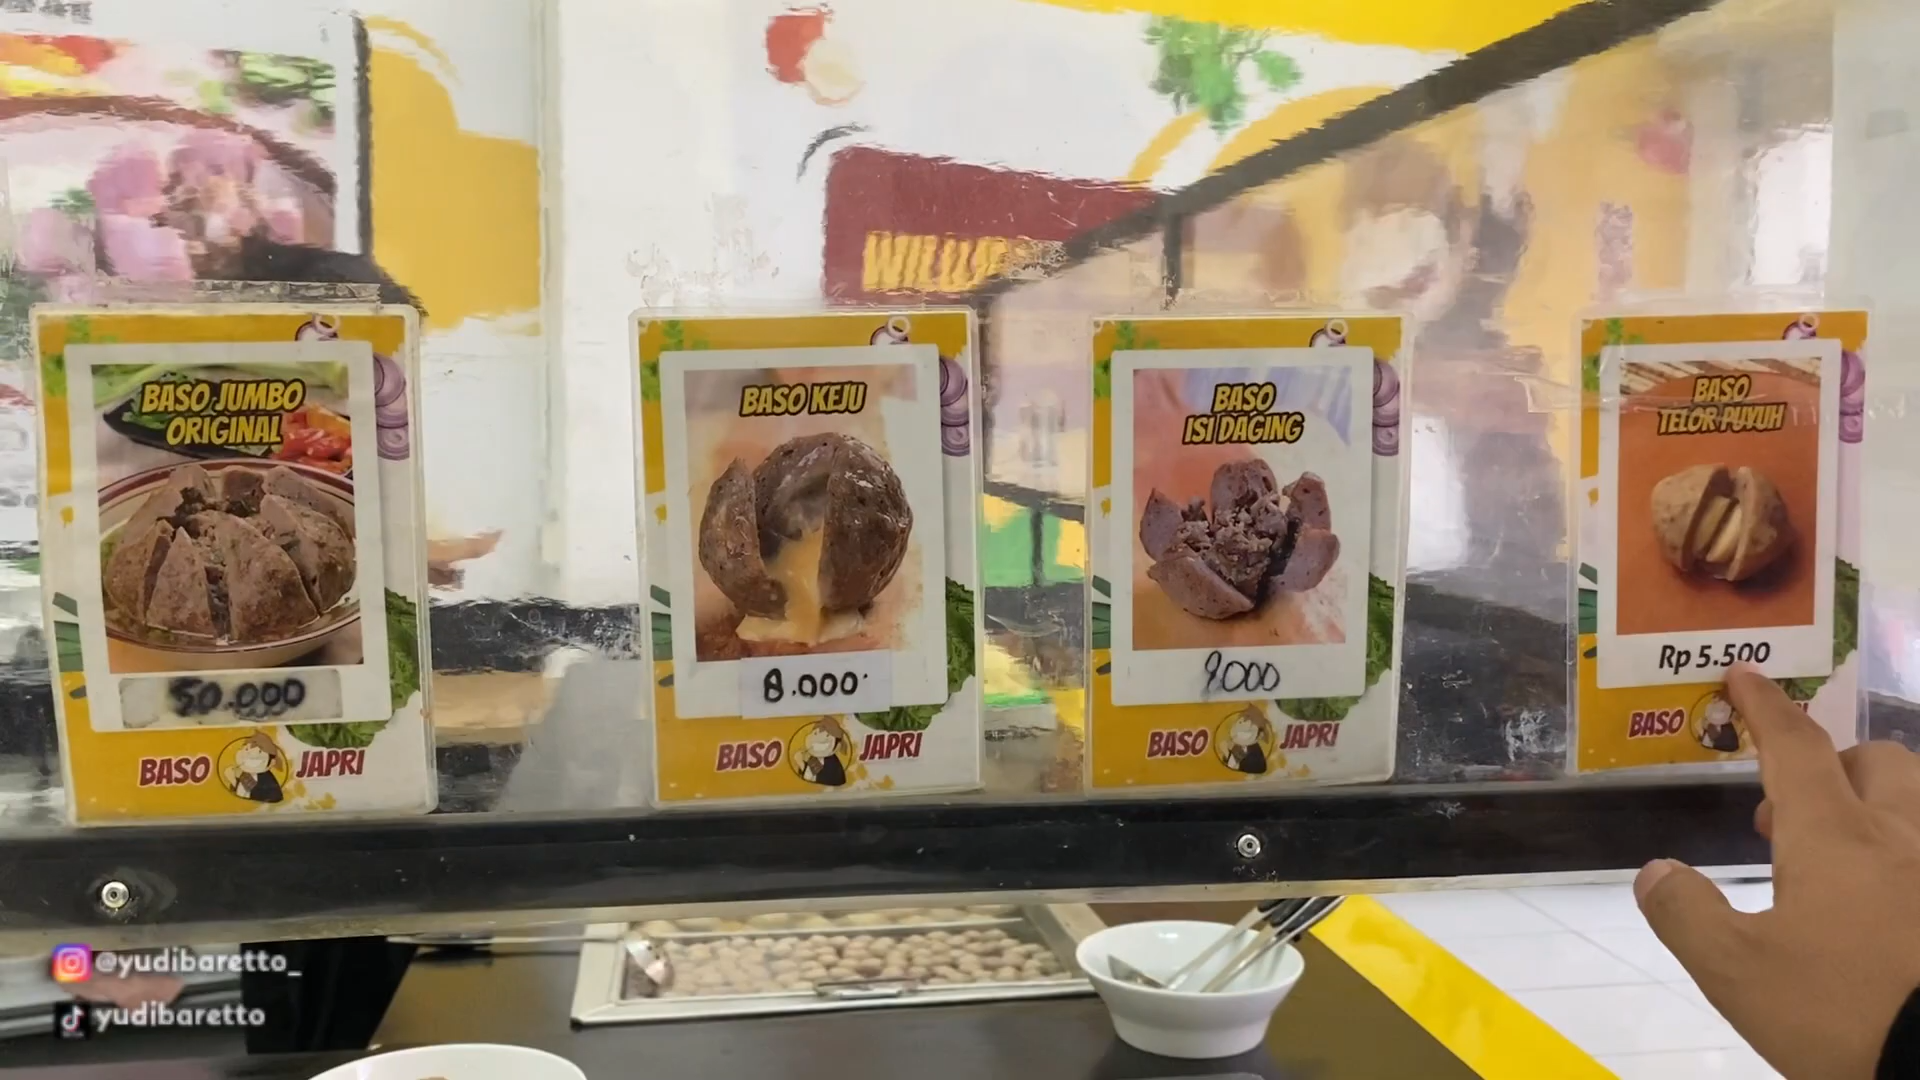 BASO JUMBO
ORIGINAL
50.000
BASO JAPRI
BASO KEJU
8.000
BASO JAPRI
BASO
ISI DAGING
BASO JAPRI
BASO
TELOR PUYUH
Rp 5.500
BASO
@yudibaretto_
yudibaretto